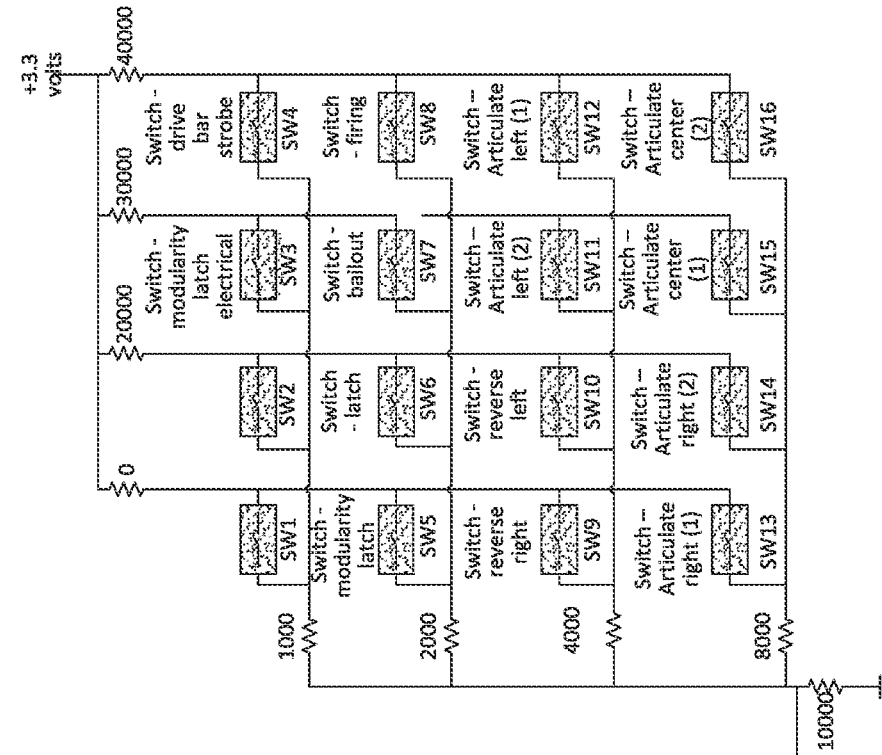 +3.3
volts
0
20000
30000
40000
SW1
SW2
Switch -
modularity
latch
electrical
SW3
Switch -
drive
bar
strobe
SW4
1000
Switch -
modularity
latch
SW5
Switch
- latch
SW6
Switch -
bailout
SW7
Switch
- firing
SW8
2000
Switch -
reverse
right
SW9
Switch -
reverse
left
SW10
Switch –
Articulate
left (2)
SW11
Switch –
Articulate
left (1)
SW12
4000
Switch –
Articulate
right (1)
SW13
Switch –
Articulate
right (2)
SW14
Switch –
Articulate
center
(1)
SW15
Switch –
Articulate
center
(2)
SW16
8000
10000